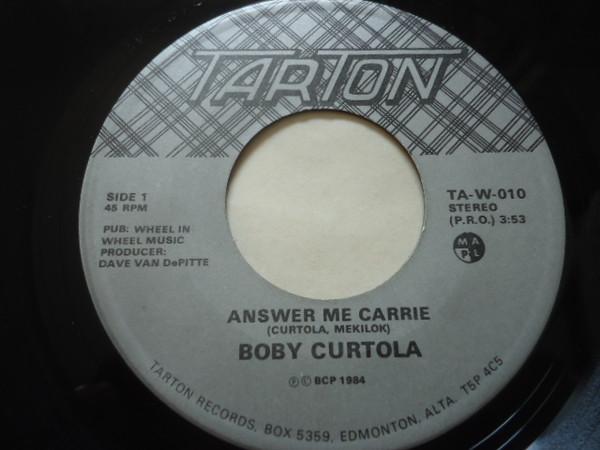 TARTON
SIDE 1
45 RPM
PUB: WHEEL IN
WHEEL MUSIC
PRODUCER:
DAVE VAN DePITTE
TA-W-010
STEREO
(P.R.O.) 3:53
M A
P L
ANSWER ME CARRIE
(CURTOLA, MEKILOK)
BOBY CURTOLA
Ⓟ © BCP 1984
TARTON RECORDS, BOX 5359, EDMONTON, ALTA. T5P 4C5